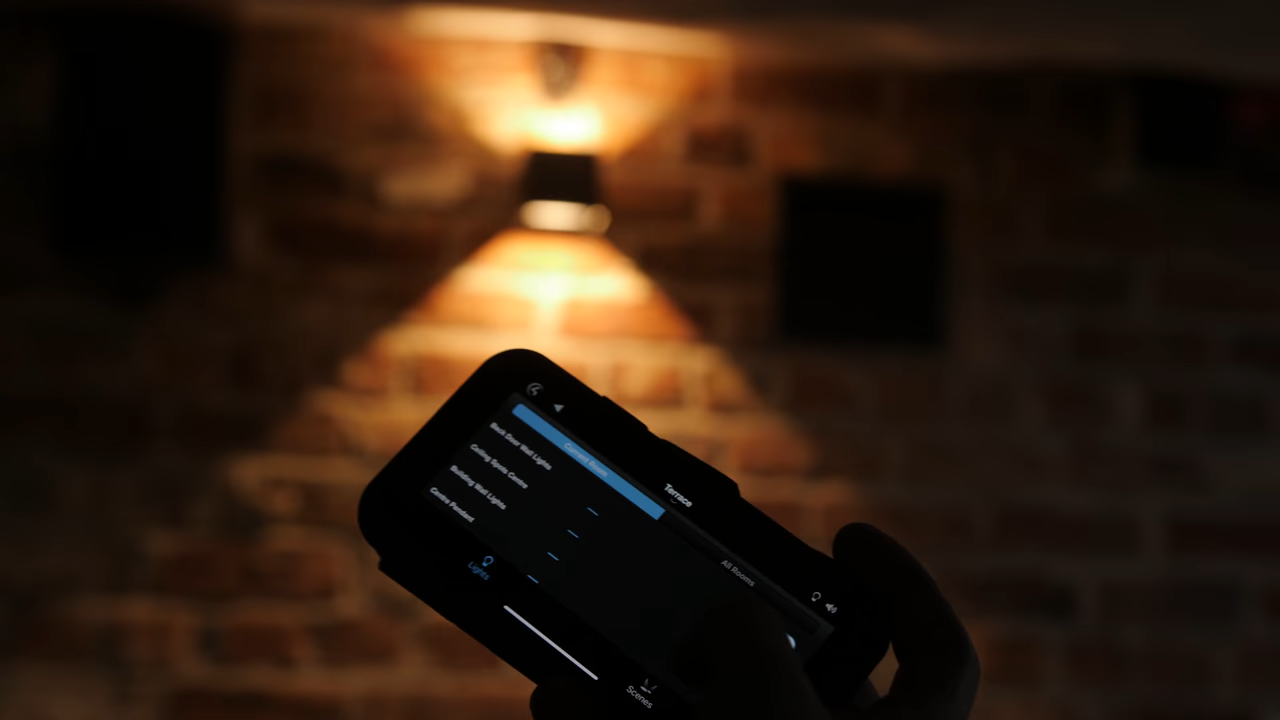 Terrace
Current Room
All Rooms
Back Door Wall Lights
Ceiling Spots Centre
Building Wall Lights
Centre Pendant
Lights
Scenes